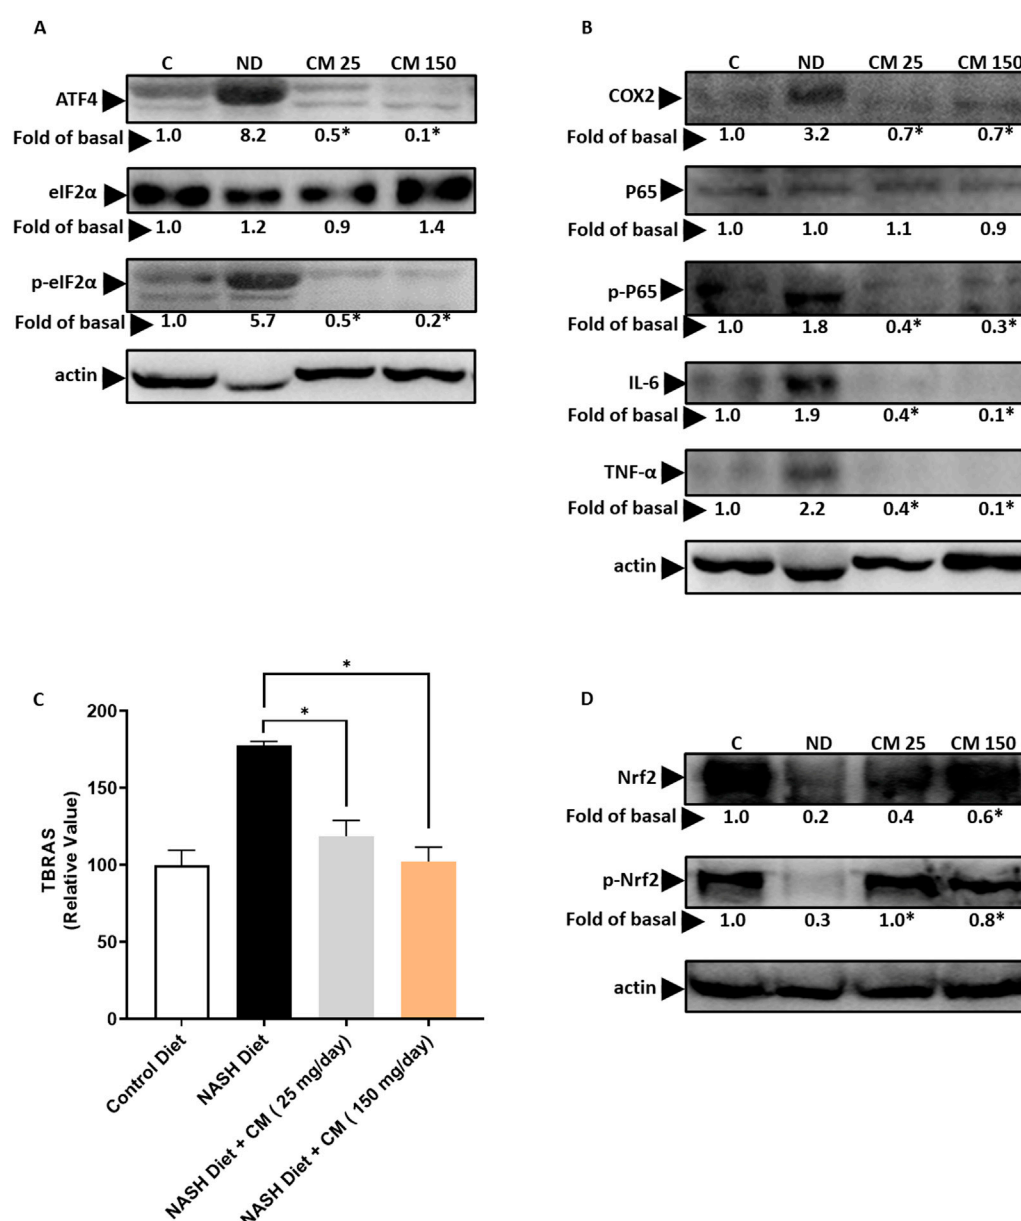 A
C ND CM 25 CM 150
ATF4
Fold of basal 1.0 8.2 0.5* 0.1*
eIF2α
Fold of basal 1.0 1.2 0.9 1.4
p-eIF2α
Fold of basal 1.0 5.7 0.5* 0.2*
actin
B
C ND CM 25 CM 150
COX2
Fold of basal 1.0 3.2 0.7* 0.7*
P65
Fold of basal 1.0 1.0 1.1 0.9
p-P65
Fold of basal 1.0 1.8 0.4* 0.3*
IL-6
Fold of basal 1.0 1.9 0.4* 0.1*
TNF-α
Fold of basal 1.0 2.2 0.4* 0.1*
actin
C
*
*
TBRAS
(Relative Value)
200
150
100
50
0
Control Diet
NASH Diet
NASH Diet + CM ( 25 mg/day)
NASH Diet + CM ( 150 mg/day)
D
C ND CM 25 CM 150
Nrf2
Fold of basal 1.0 0.2 0.4 0.6*
p-Nrf2
Fold of basal 1.0 0.3 1.0* 0.8*
actin